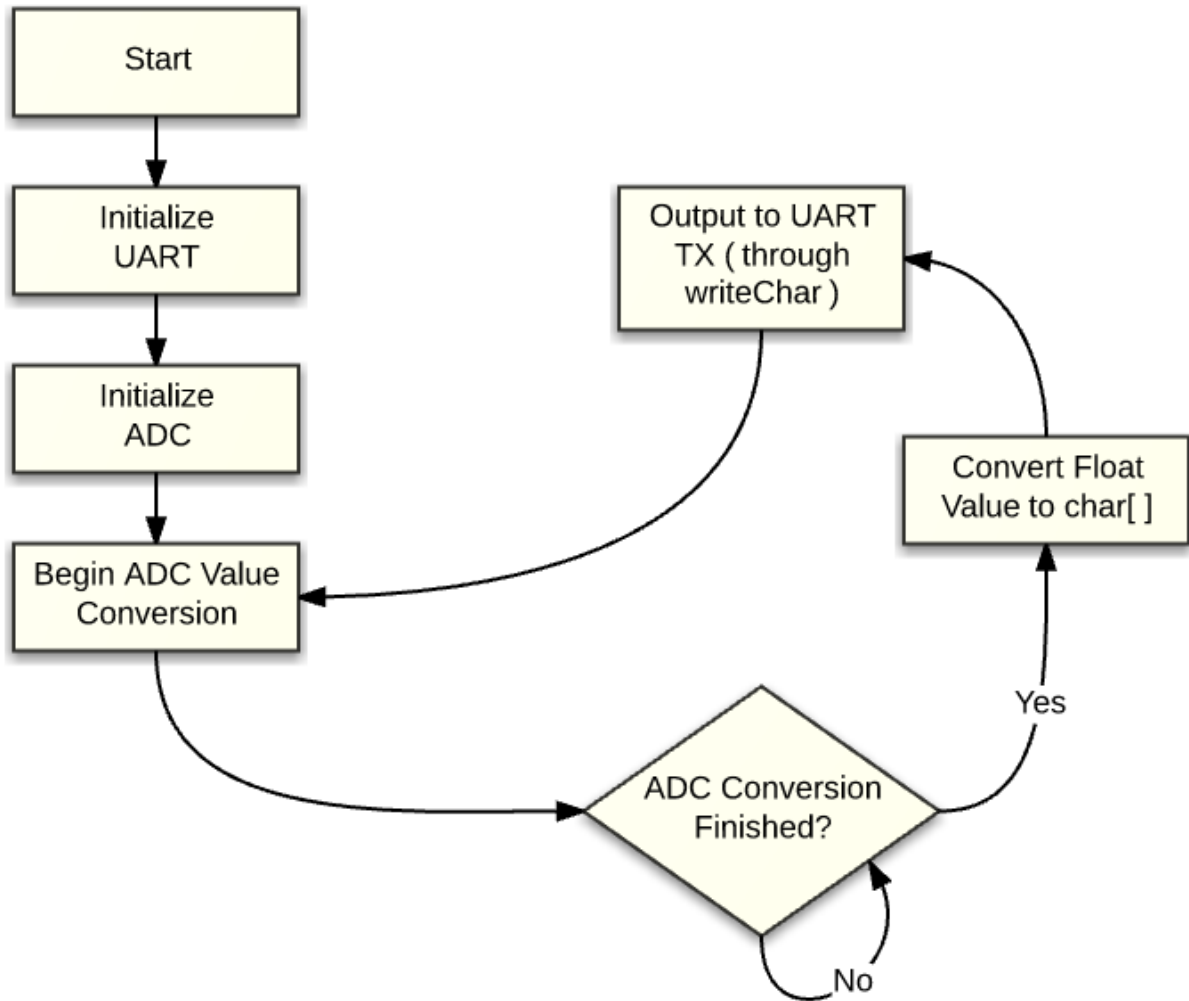 Start
Initialize
UART
Initialize
ADC
Begin ADC Value
Conversion
Output to UART
TX ( through
writeChar )
Convert Float
Value to char[ ]
Yes
ADC Conversion
Finished?
No